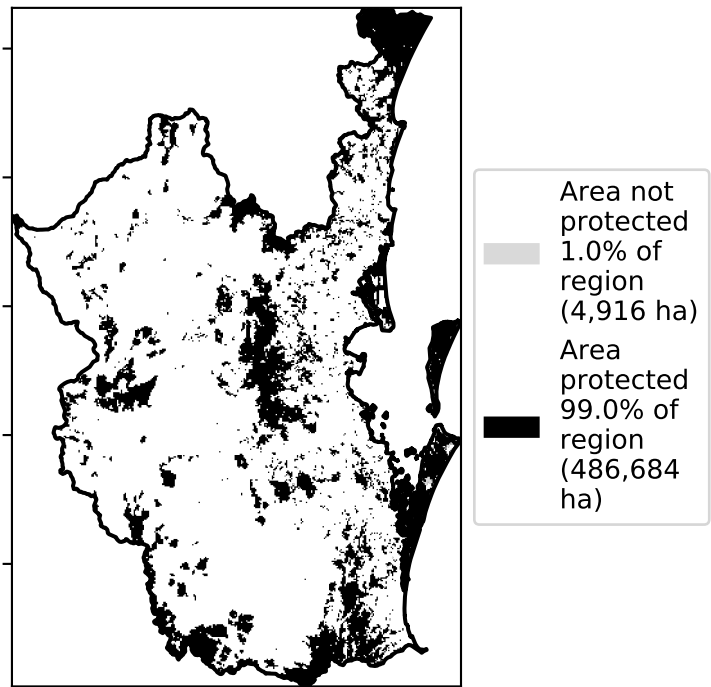 Area not
protected
1.0% of
region
(4,916 ha)
Area
protected
99.0% of
region
(486,684
ha)